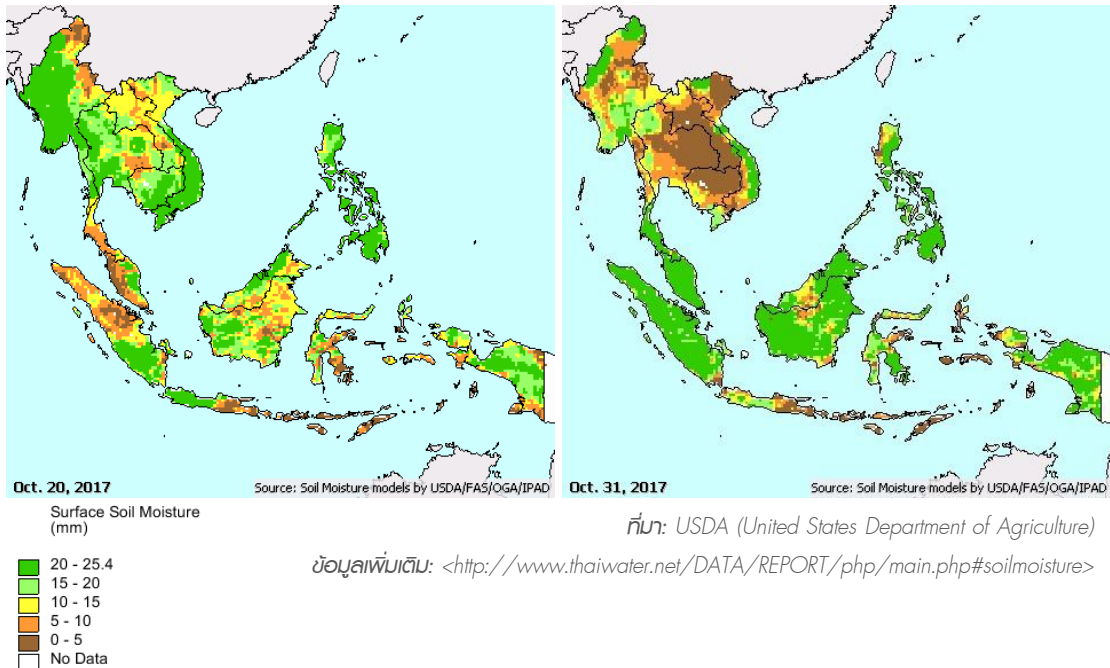 Oct. 20, 2017
Source: Soil Moisture models by USDA/FAS/OGA/IPAD
Oct. 31, 2017
Source: Soil Moisture models by USDA/FAS/OGA/IPAD
Surface Soil Moisture
(mm)
20 - 25.4
15 - 20
10 - 15
5 - 10
0 - 5
No Data
ที่มา: USDA (United States Department of Agriculture)
ข้อมูลเพิ่มเติม: <http://www.thaiwater.net/DATA/REPORT/php/main.php#soilmoisture>